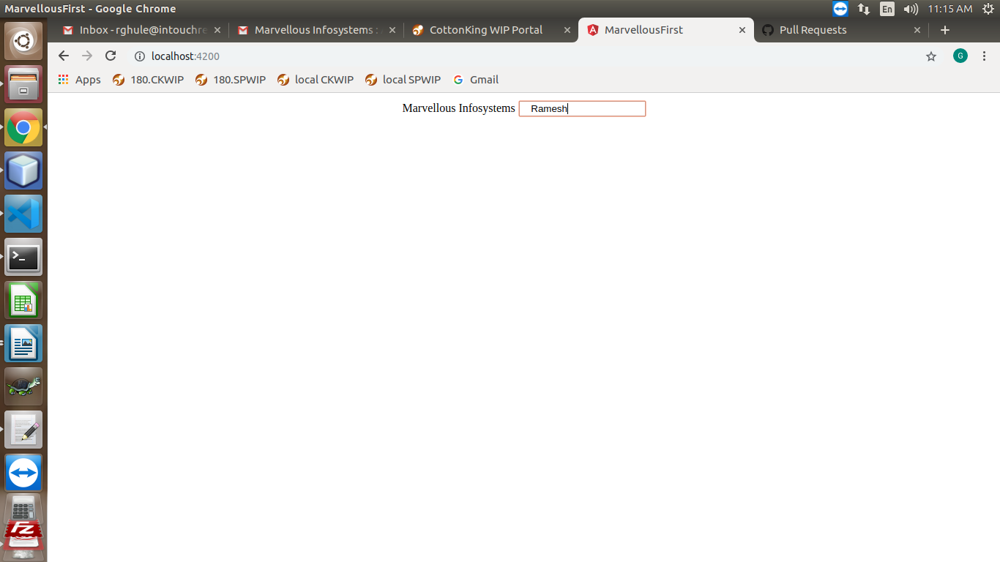 MarvellousFirst - Google Chrome
En
11:15 AM
Inbox - rghule@intouchre
Marvellous Infosystems :
CottonKing WIP Portal
MarvellousFirst
Pull Requests
localhost:4200
G
Apps
180.CKWIP
180.SPWIP
local CKWIP
local SPWIP
Gmail
Marvellous Infosystems
Ramesh
>_
FZ